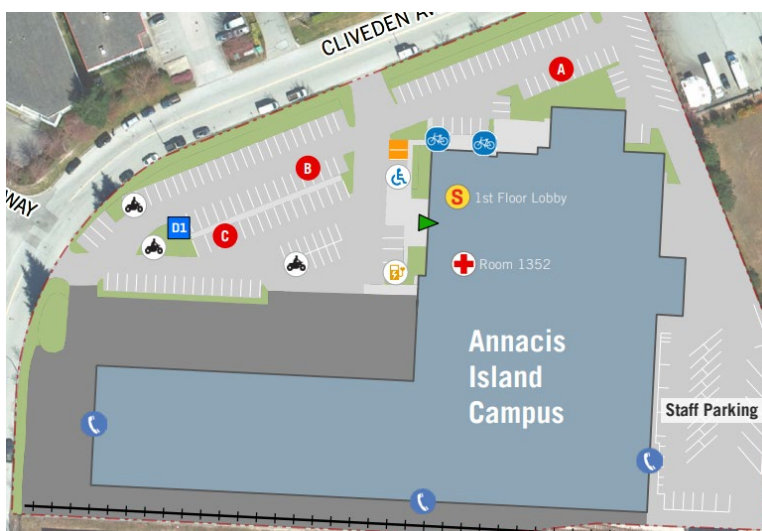 CLIVEDEN A
A
B
WAY
D1
C
S 1st Floor Lobby
Room 1352
Annacis
Island
Campus
Staff Parking